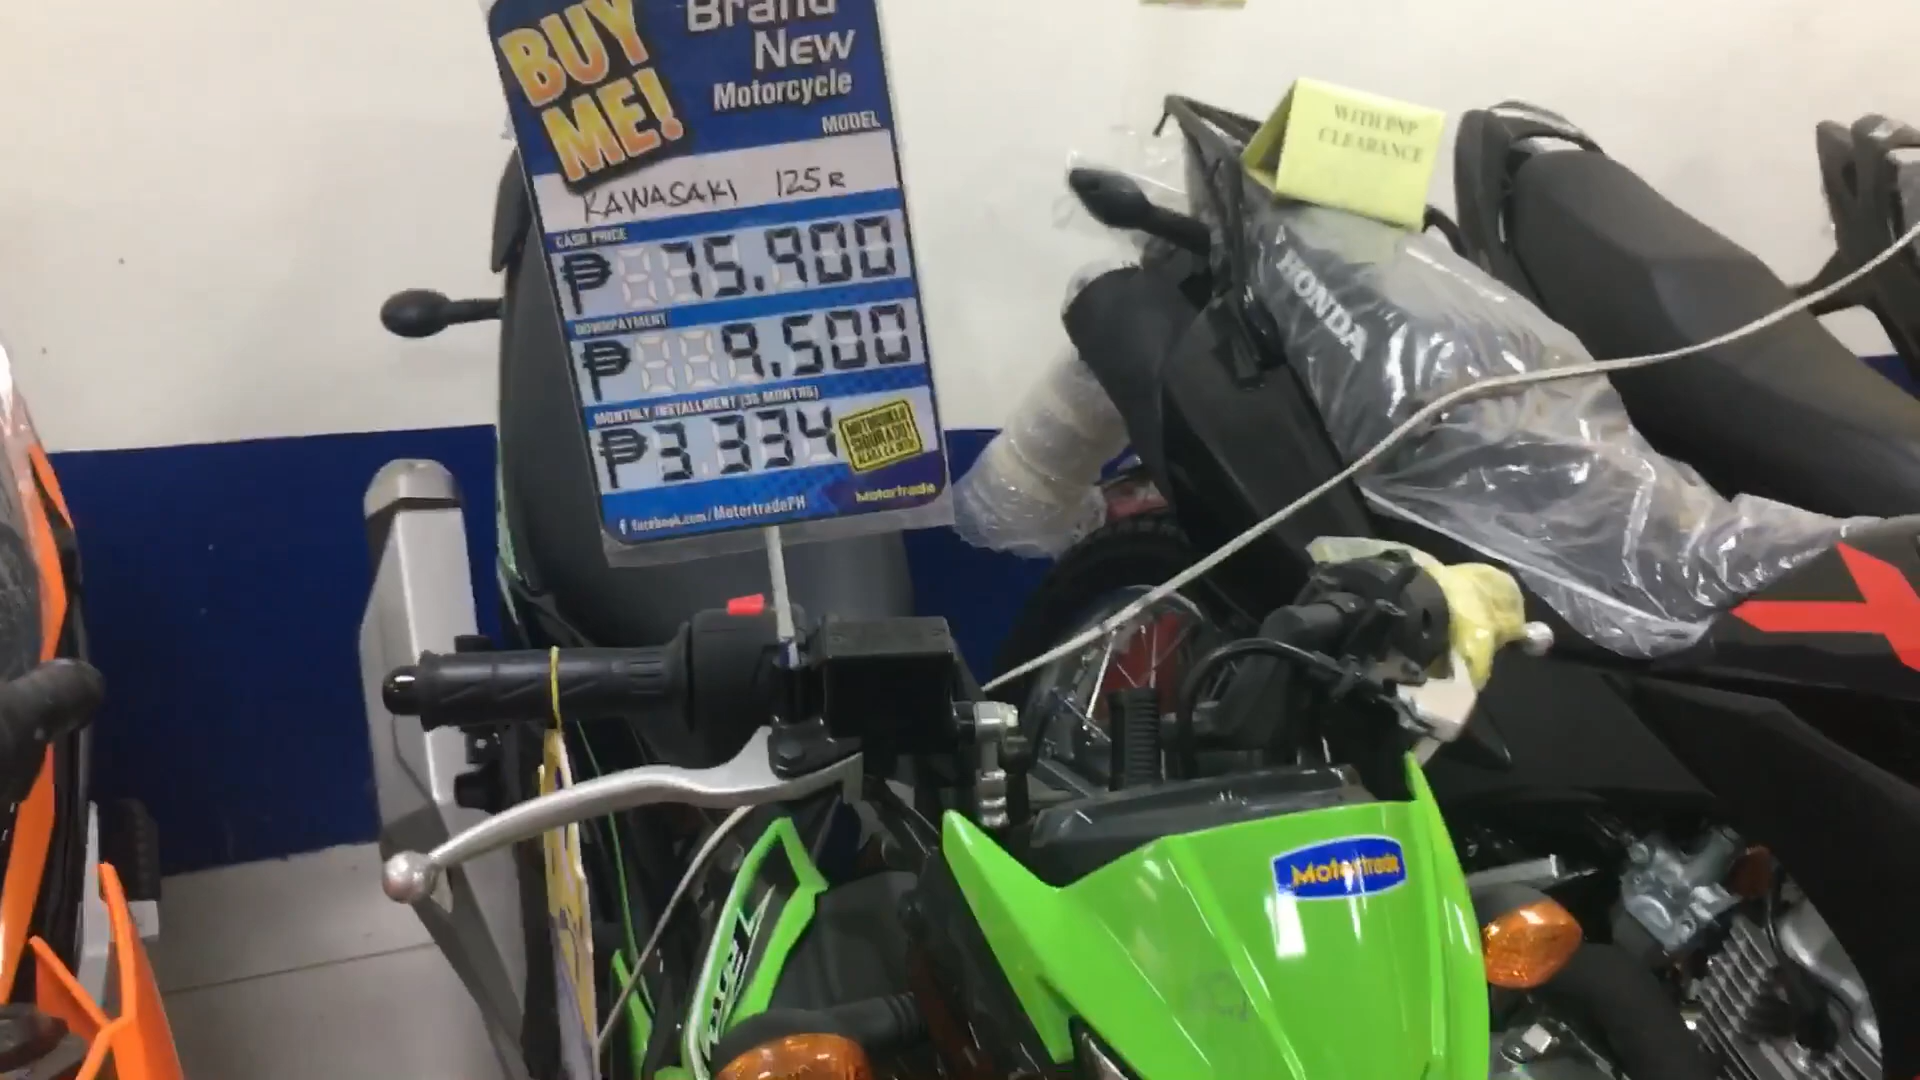 BUY
ME!
Brand
New
Motorcycle
MODEL
KAWASAKI 125R
CASH PRICE
₱ 75.900
DOWNPAYMENT
₱ 9.500
MONTHLY INSTALLMENT (36 MONTHS)
₱3.334
SIGURADO!
facebook.com/MotortradePH
Motortrade
WITH PNP
CLEARANCE
HONDA
Motortrade